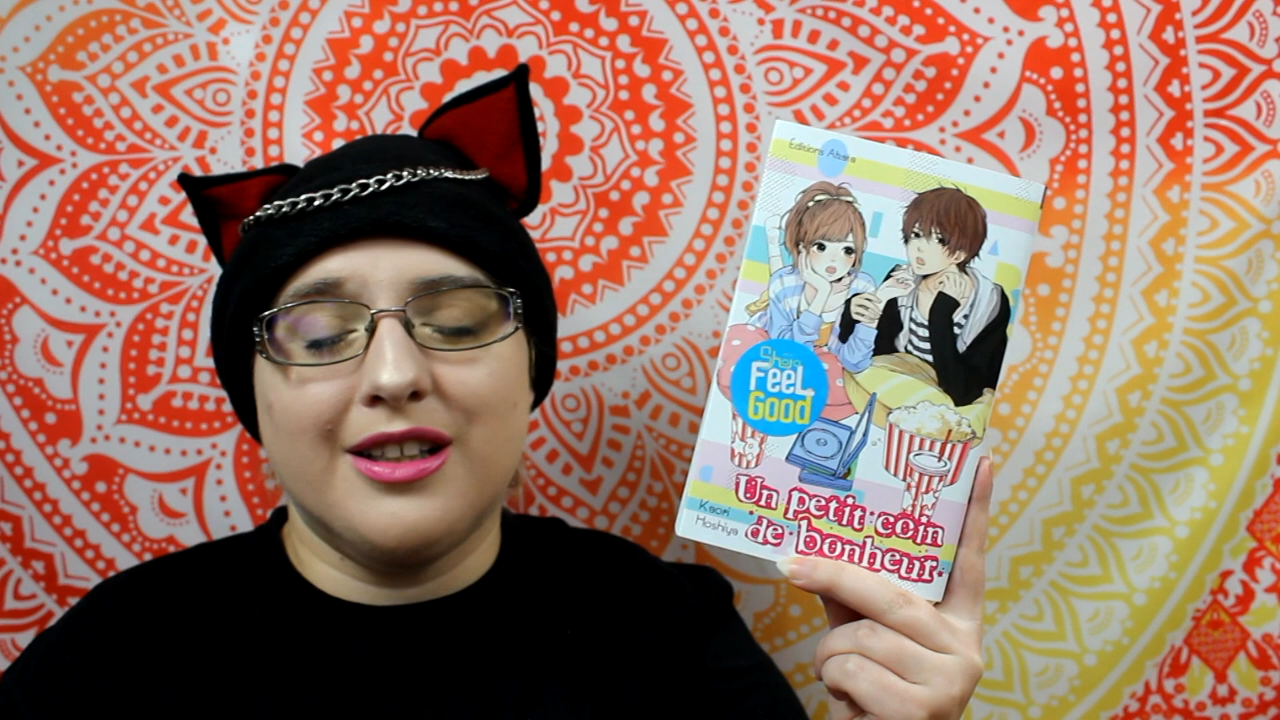 Editions Akata
Shojo
FeeL
Good
Un petit coin
de bonheur
Kaori
Hoshiya